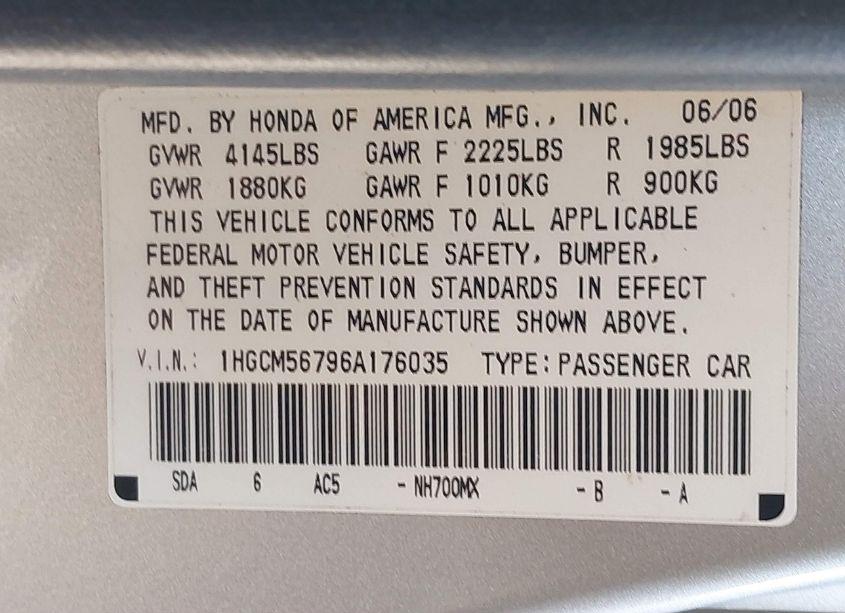 MFD. BY HONDA OF AMERICA MFG., INC. 06/06
GVWR 4145LBS GAWR F 2225LBS R 1985LBS
GVWR 1880KG GAWR F 1010KG R 900KG
THIS VEHICLE CONFORMS TO ALL APPLICABLE
FEDERAL MOTOR VEHICLE SAFETY, BUMPER,
AND THEFT PREVENTION STANDARDS IN EFFECT
ON THE DATE OF MANUFACTURE SHOWN ABOVE.
V.I.N.: 1HGCM56796A176035 TYPE: PASSENGER CAR
SDA 6 AC5 - NH700MX - B - A